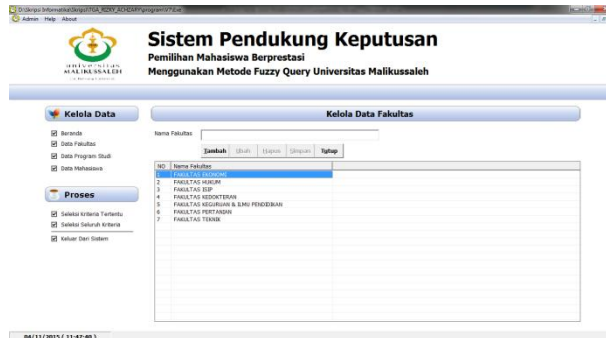 Admin Help About
UNIVERSITAS
MALIKUSSALEH
Sistem Pendukung Keputusan
Pemilihan Mahasiswa Berprestasi
Menggunakan Metode Fuzzy Query Universitas Malikussaleh
Kelola Data
Beranda
Data Fakultas
Data Program Studi
Data Mahasiswa
Proses
Seleksi Kriteria Tertentu
Seleksi Seluruh Kriteria
Keluar Dari Sistem
Kelola Data Fakultas
Nama Fakultas
Tambah Ubah Hapus Simpan Tutup
NO Nama Fakultas
1 FAKULTAS EKONOMI
2 FAKULTAS HUKUM
3 FAKULTAS ISIP
4 FAKULTAS KEDOKTERAN
5 FAKULTAS KEGURUAN & ILMU PENDIDIKAN
6 FAKULTAS PERTANIAN
7 FAKULTAS TEKNIK
04/11/2015 ( 11:47:40 )